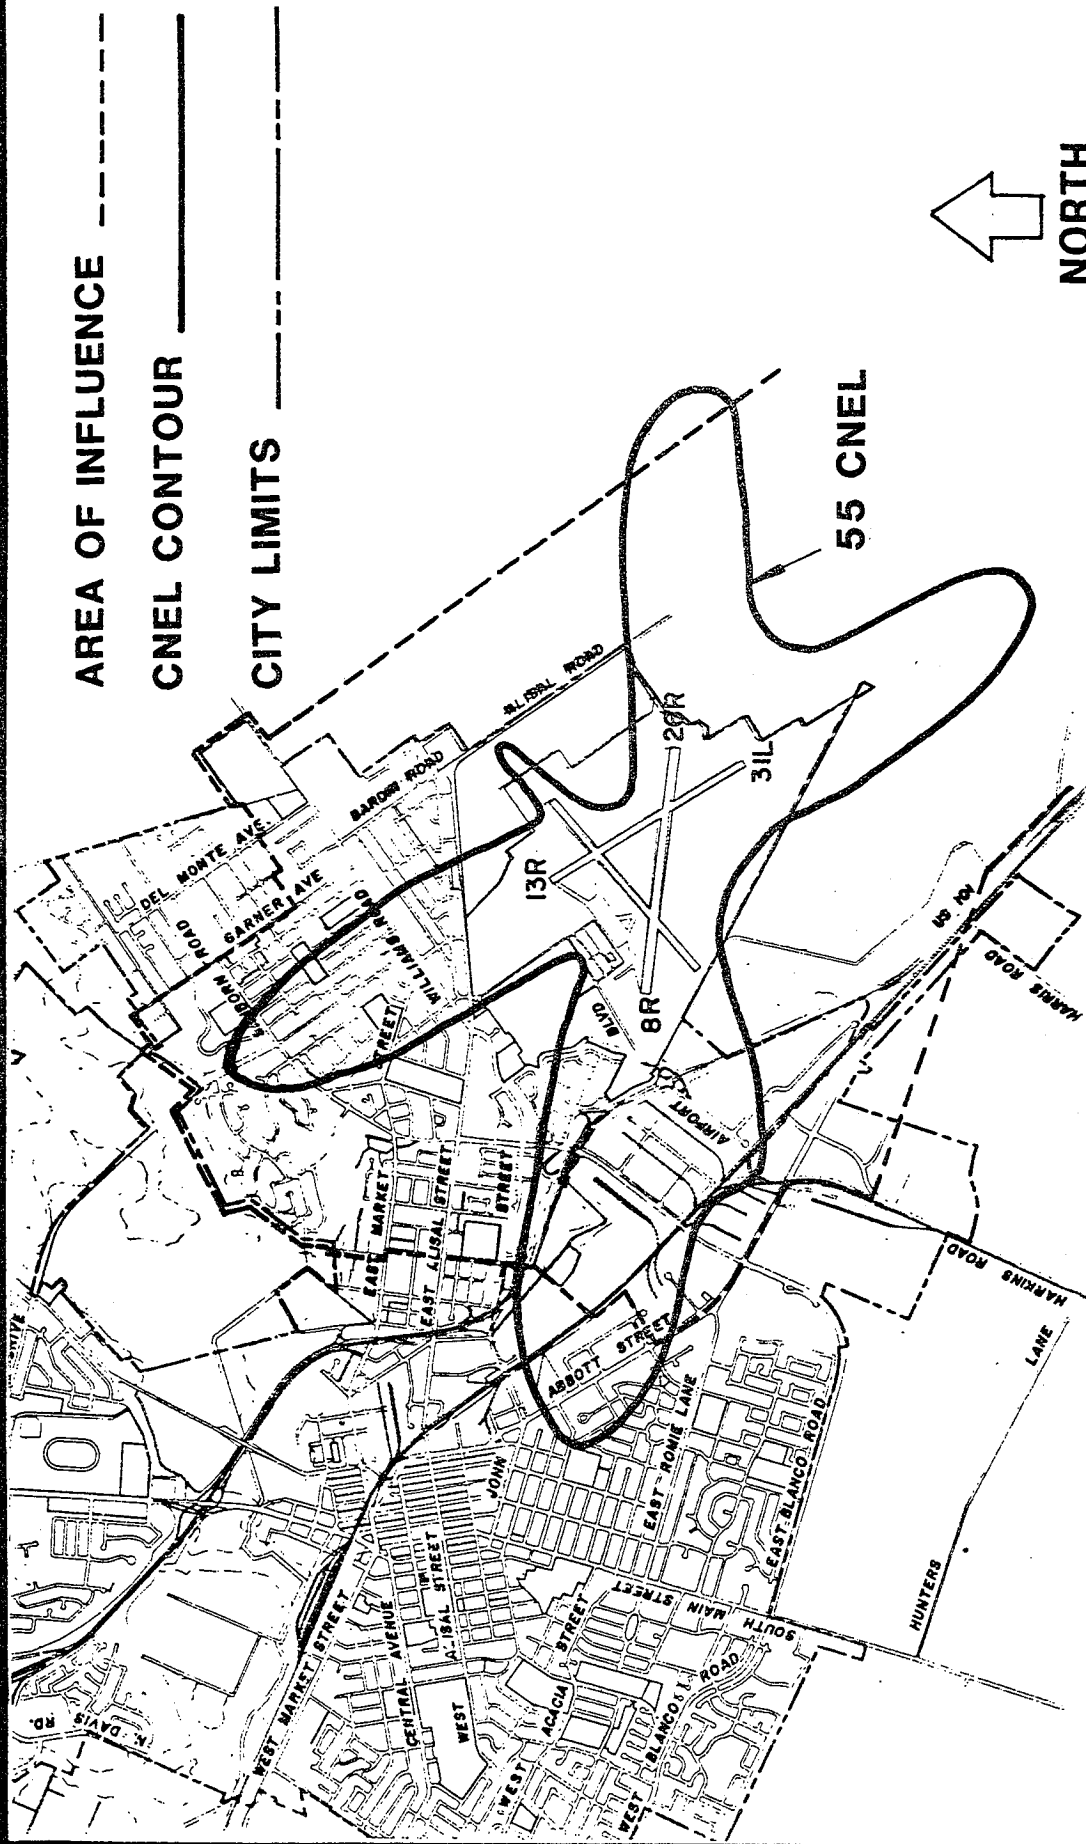 AREA OF INFLUENCE
CNEL CONTOUR
CITY LIMITS
NORTH
55 CNEL
DEL MONTE AVE.
GARNER AVE
BARDIN ROAD
ALISAL ROAD
SANBORN ROAD
WILLIAMS ROAD
13R
26R
31L
8R
AIRPORT BLVD
US 101
HARRIS ROAD
HARKINS ROAD
HUNTERS LANE
EAST MARKET STREET
EAST ALISAL STREET
JOHN STREET
ABBOTT STREET
EAST ROMIE LANE
EAST BLANCO ROAD
SOUTH MAIN STREET
WEST ACACIA STREET
WEST BLANCO ROAD
CENTRAL AVENUE
WEST ALISAL STREET
WEST MARKET STREET
N. DAVIS RD.